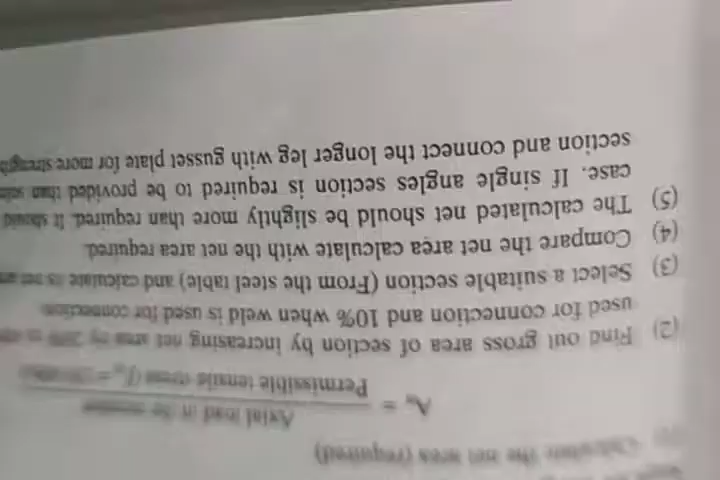 the net area (required)
Aₙ = Axial load in the member
Permissible tensile stress
(2) Find out gross area of section by increasing net area by
used for connection and 10% when weld is used for connection
(3) Select a suitable section (From the steel table) and calculate its net
(4) Compare the net area calculate with the net area required.
(5) The calculated net should be slightly more than required. It should
case. If single angles section is required to be provided than
section and connect the longer leg with gusset plate for more strength